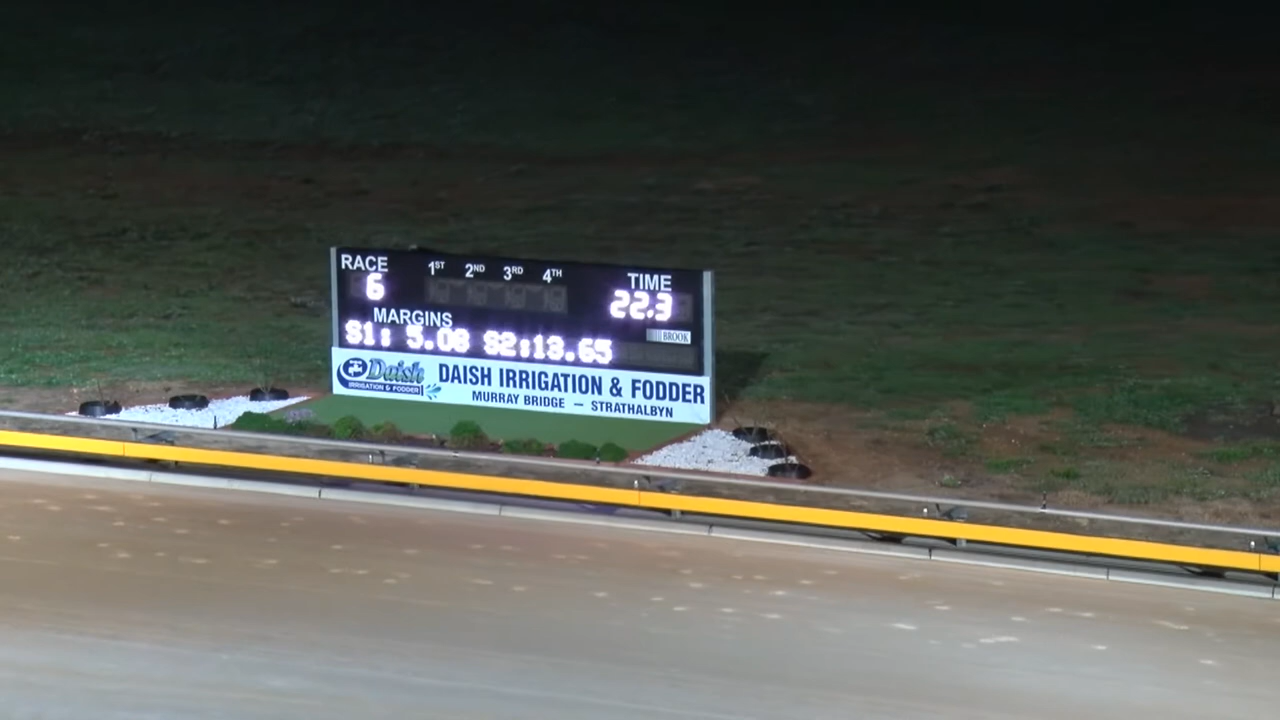 RACE 1ST 2ND 3RD 4TH TIME
6 22.3
MARGINS
BROOK
S1: 5.08 S2:13.65
Daish
IRRIGATION & FODDER
DAISH IRRIGATION & FODDER
MURRAY BRIDGE – STRATHALBYN